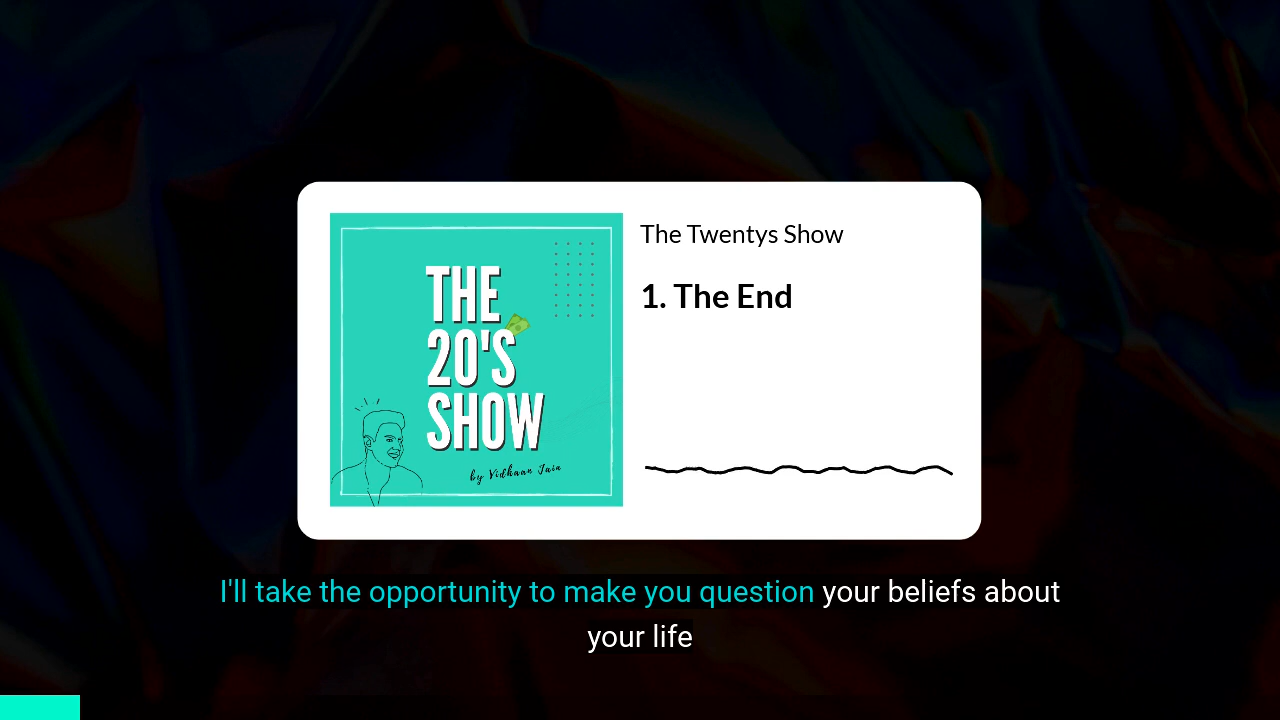 THE
20'S
SHOW
by Vidhaan Jain
The Twentys Show
1. The End
I'll take the opportunity to make you question your beliefs about
your life